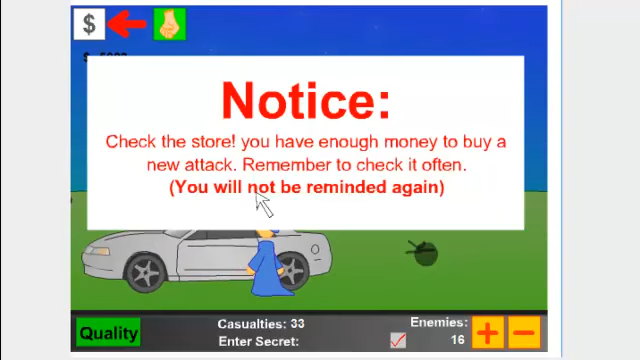 $
Notice:
Check the store! you have enough money to buy a
new attack. Remember to check it often.
(You will not be reminded again)
Quality
Casualties: 33
Enter Secret:
Enemies:
16